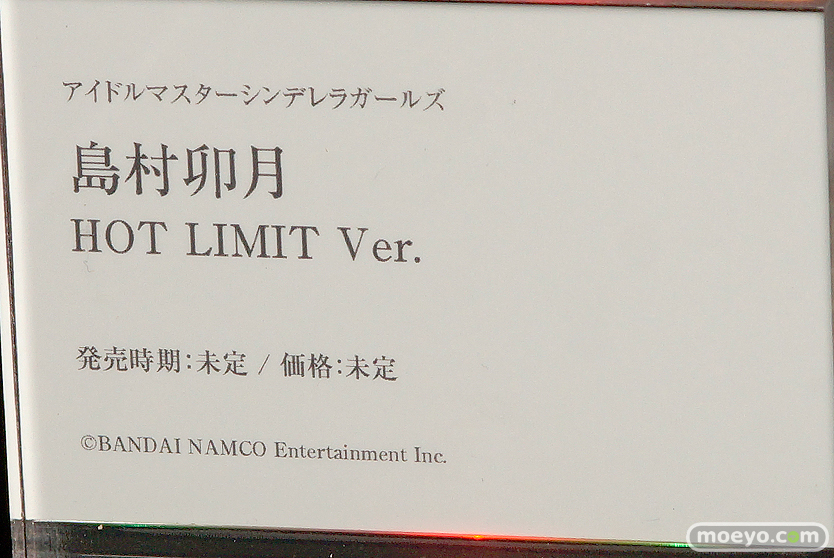 アイドルマスターシンデレラガールズ
島村卯月
HOT LIMIT Ver.
発売時期：未定 / 価格：未定
©BANDAI NAMCO Entertainment Inc.
moeyo.com